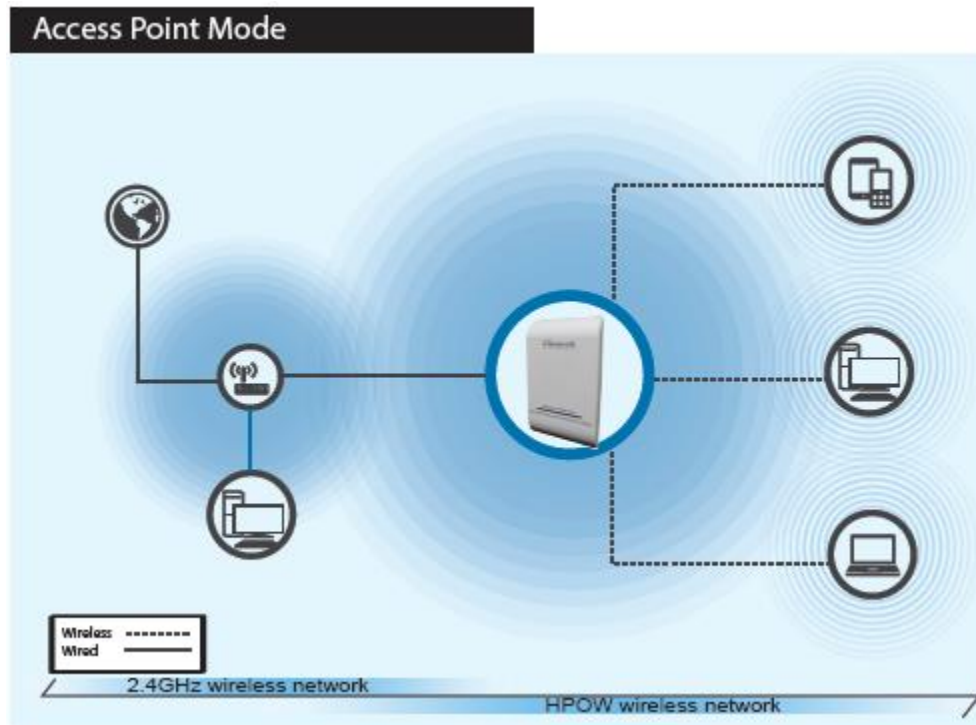 Access Point Mode
Wireless
Wired
2.4GHz wireless network
HPOW wireless network